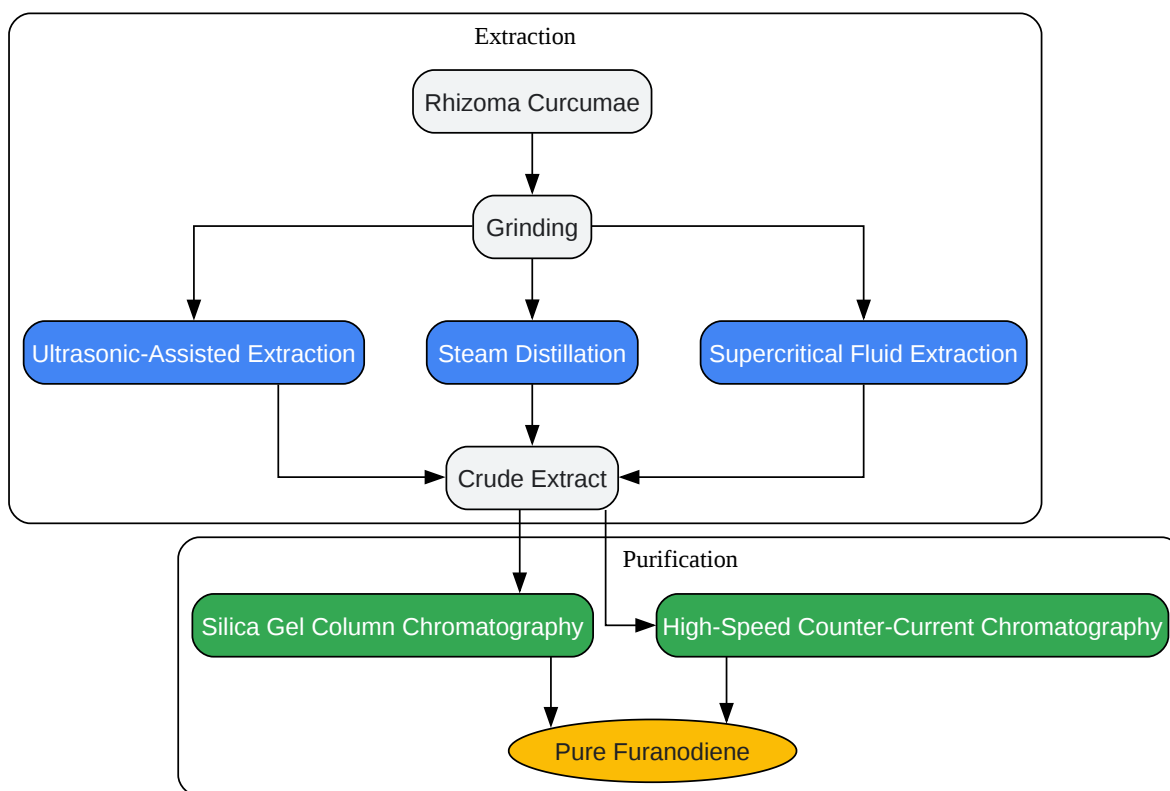 Extraction
Rhizoma Curcumae
Grinding
Ultrasonic-Assisted Extraction
Steam Distillation
Supercritical Fluid Extraction
Crude Extract
Purification
Silica Gel Column Chromatography
High-Speed Counter-Current Chromatography
Pure Furanodiene